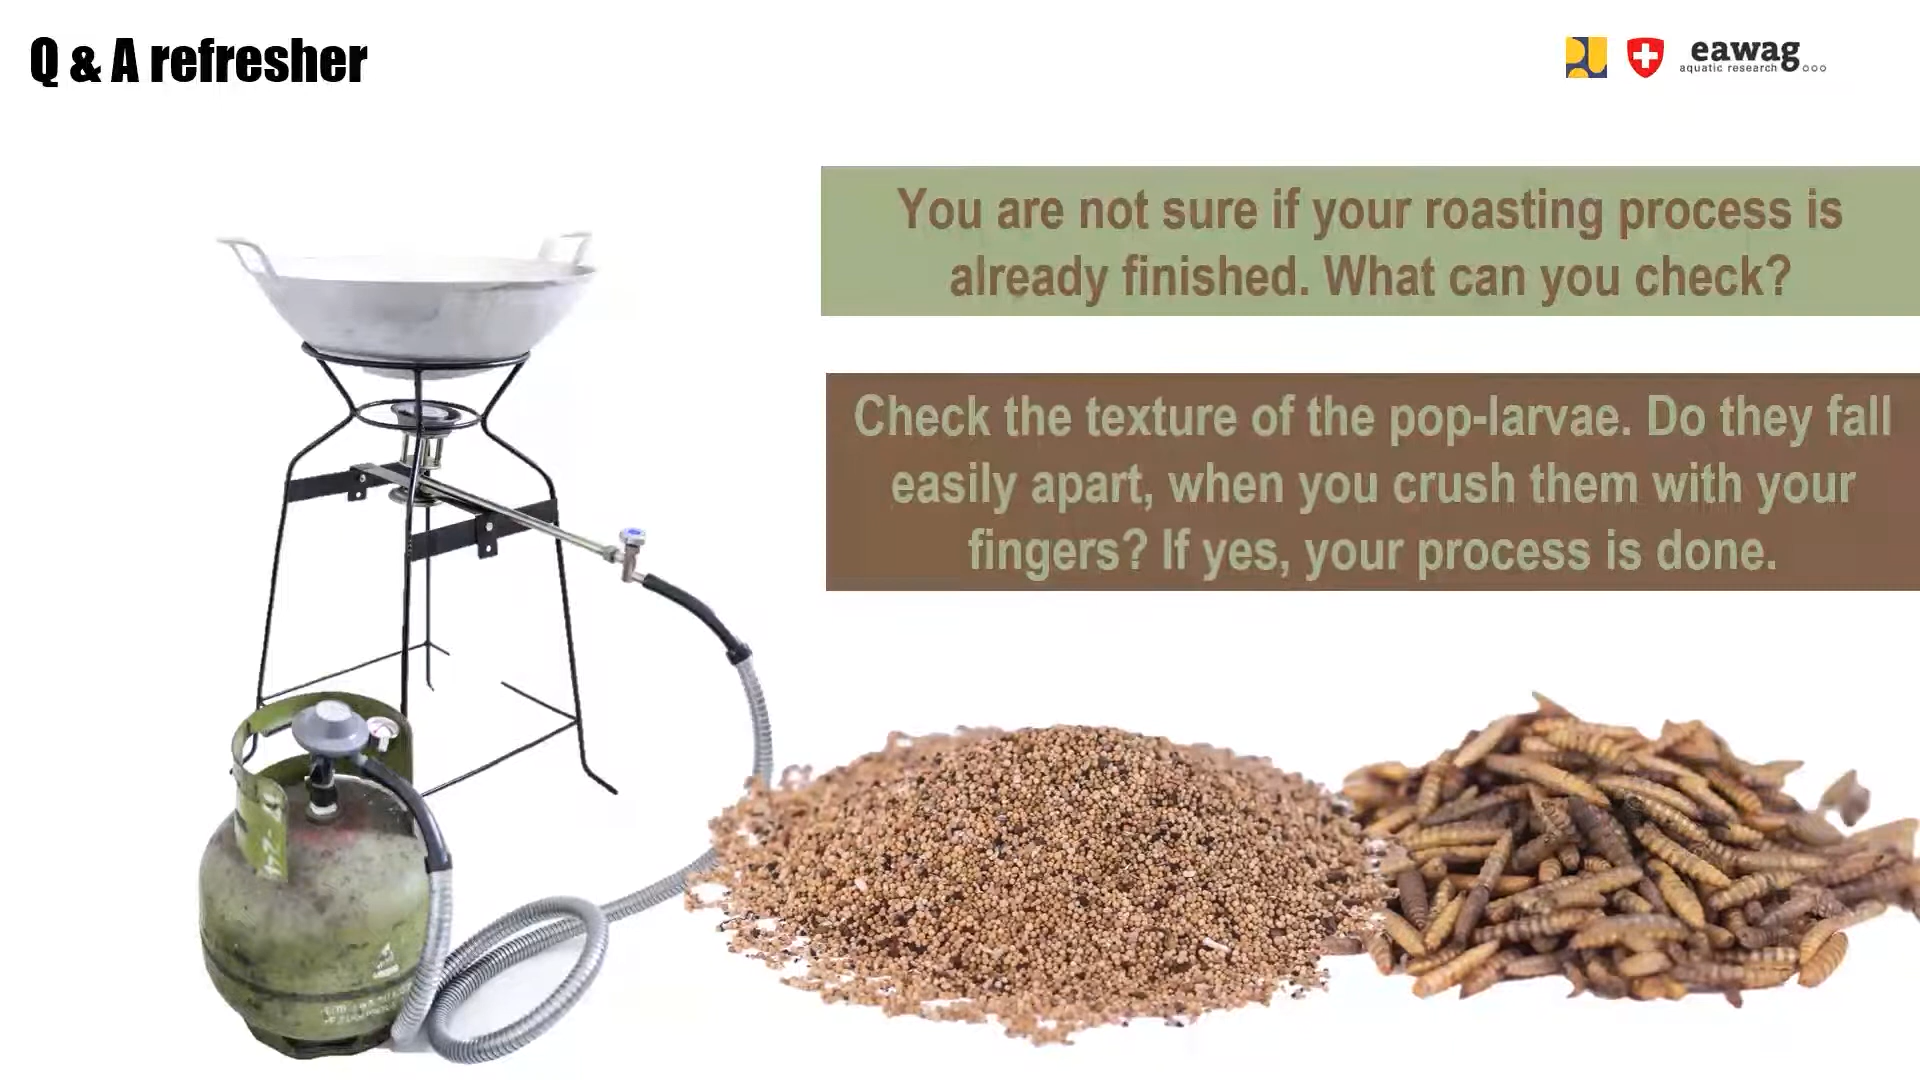 Q & A refresher
eawag
aquatic research
You are not sure if your roasting process is
already finished. What can you check?
Check the texture of the pop-larvae. Do they fall
easily apart, when you crush them with your
fingers? If yes, your process is done.